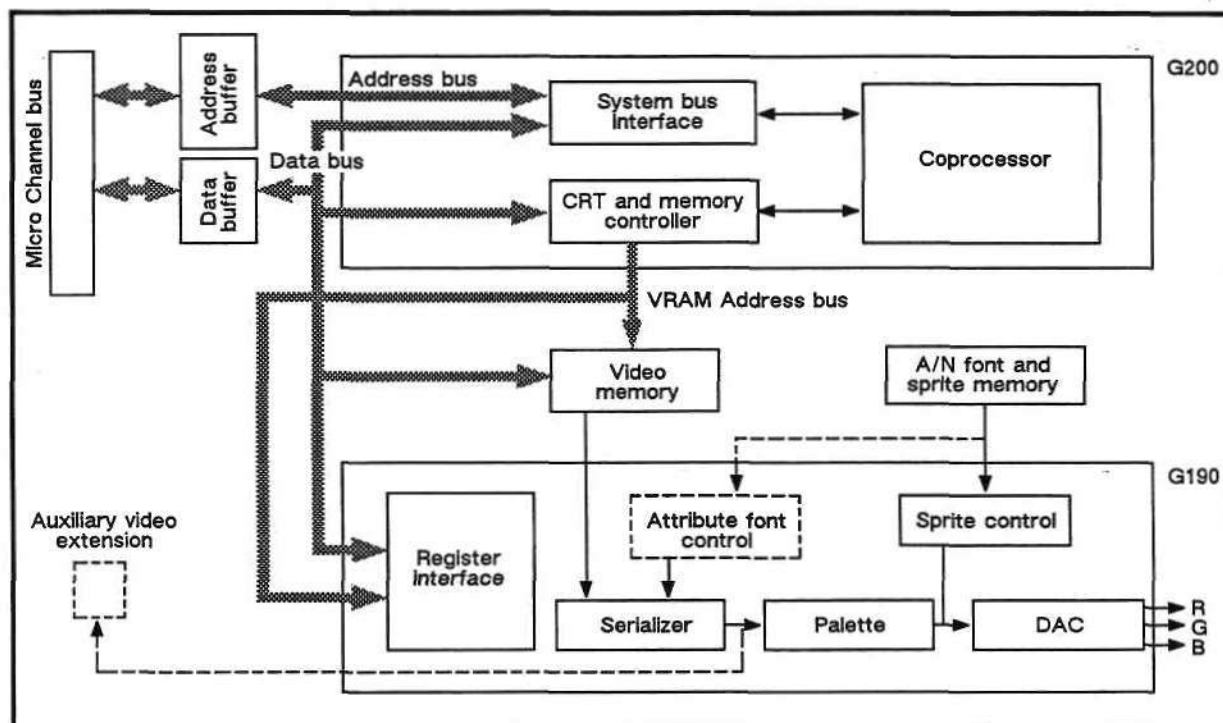 G200
Micro Channel bus
Address
buffer
Address bus
System bus
Interface
Coprocessor
Data
buffer
Data bus
CRT and memory
controller
VRAM Address bus
Video
memory
A/N font and
sprite memory
G190
Auxiliary video
extension
Register
Interface
Attribute font
control
Sprite control
Serializer
Palette
DAC
R
G
B